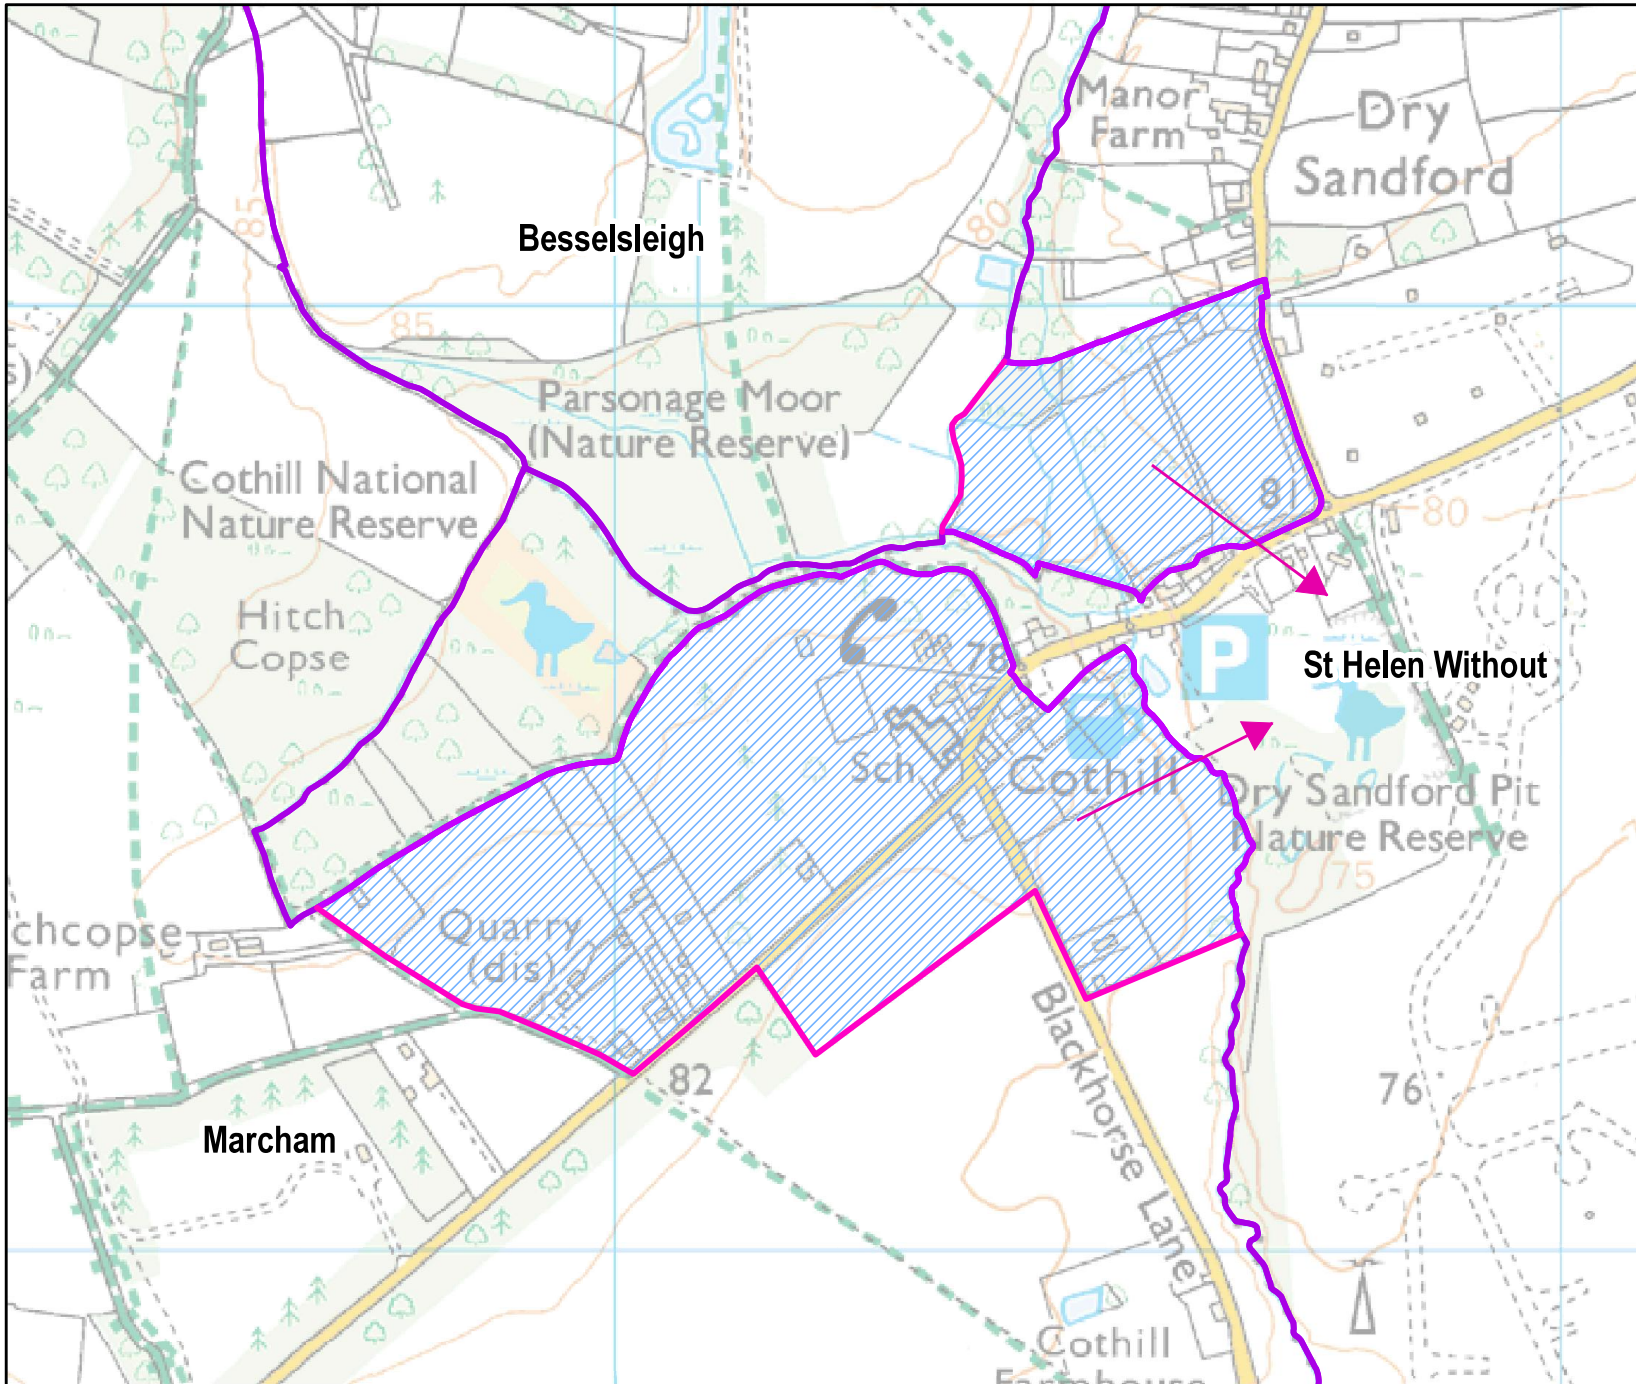 Manor
Farm
Dry
Sandford
85
80
Besselsleigh
85
s)
Parsonage Moor
(Nature Reserve)
Cothill National
Nature Reserve
81
80
Hitch
Copse
78
P
St Helen Without
Sch
Cothill
Dry Sandford Pit
Nature Reserve
75
chcopse
Farm
Quarry
(dis)
82
Blackhorse Lane
76
Marcham
Cothill
Farmhouse